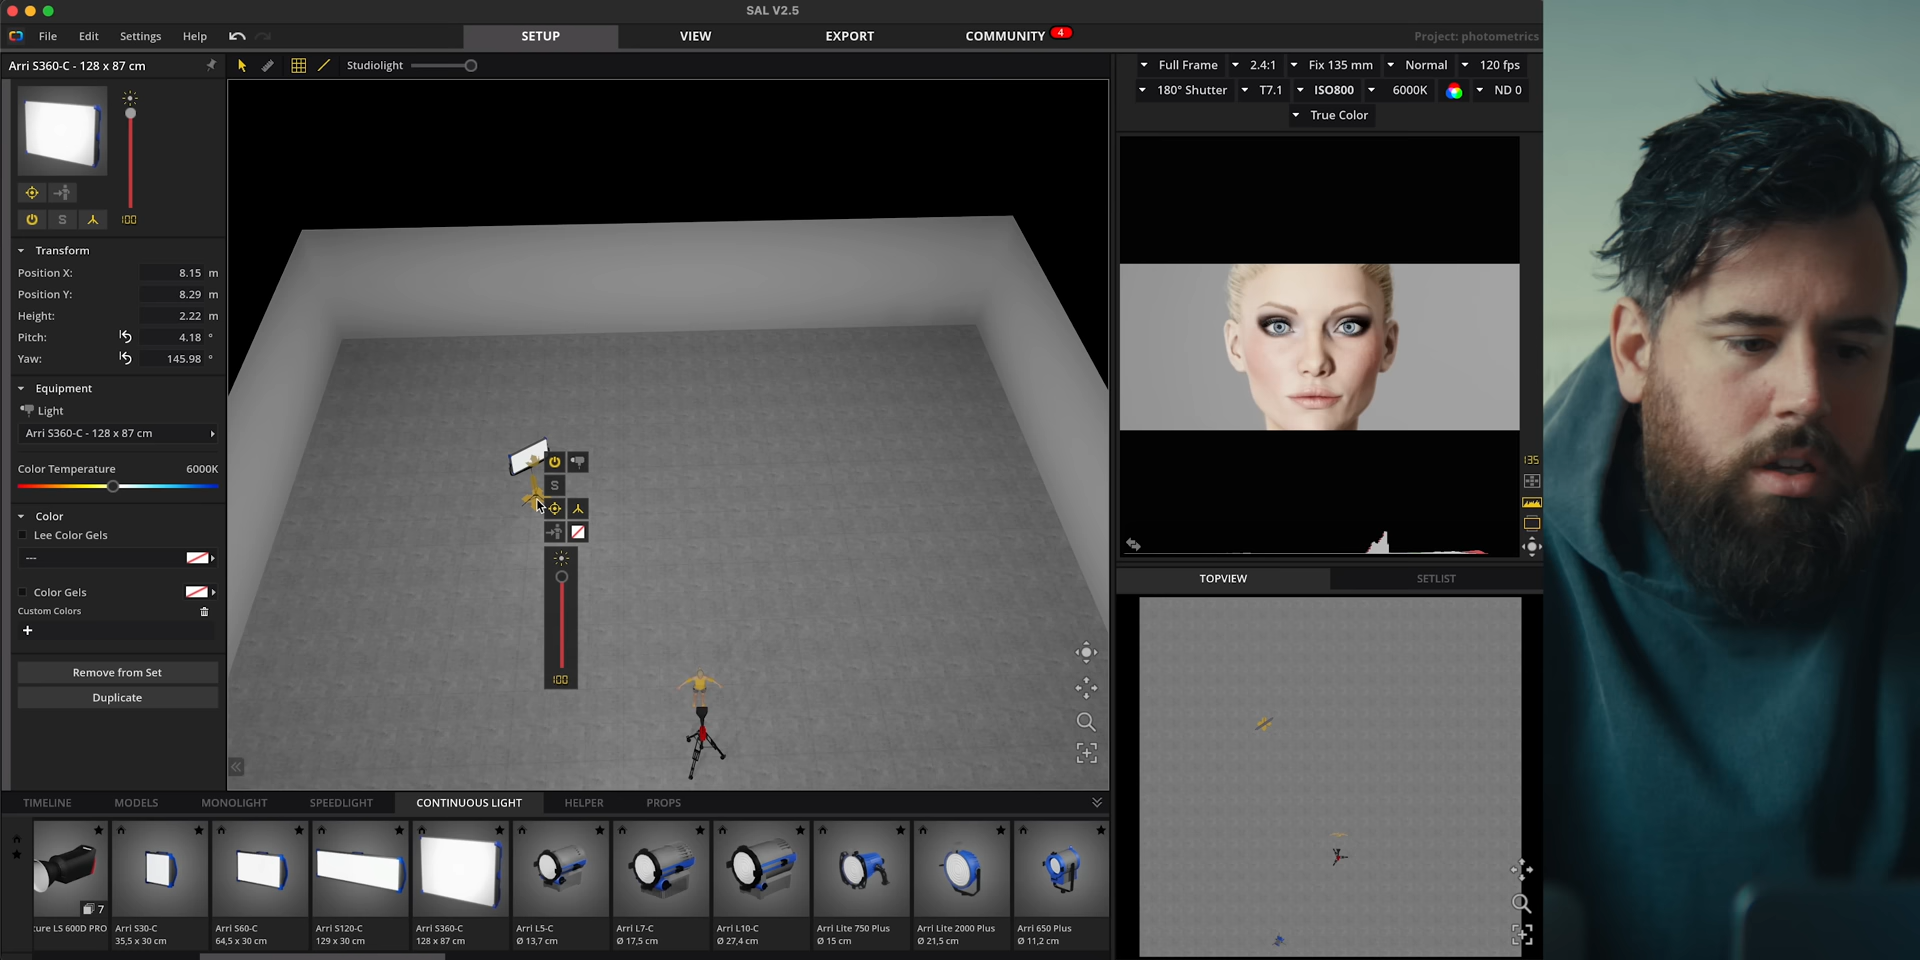 SAL V2.5
File Edit Settings Help
SETUP VIEW EXPORT COMMUNITY 4
Project: photometrics
Arri S360-C - 128 x 87 cm
Studiolight
Full Frame 2.4:1 Fix 135 mm Normal 120 fps
180° Shutter T7.1 ISO800 6000K ND 0
True Color
S
100
Transform
Position X: 8.15 m
Position Y: 8.29 m
Height: 2.22 m
Pitch: 4.18 °
Yaw: 145.98 °
Equipment
Light
Arri S360-C - 128 x 87 cm
Color Temperature 6000K
Color
Lee Color Gels
---
Color Gels
Custom Colors
+
Remove from Set
Duplicate
S
100
135
TOPVIEW SETLIST
TIMELINE MODELS MONOLIGHT SPEEDLIGHT CONTINUOUS LIGHT HELPER PROPS
7
ture LS 600D PRO
Arri S30-C
35,5 x 30 cm
Arri S60-C
64,5 x 30 cm
Arri S120-C
129 x 30 cm
Arri S360-C
128 x 87 cm
Arri L5-C
Ø 13,7 cm
Arri L7-C
Ø 17,5 cm
Arri L10-C
Ø 27,4 cm
Arri Lite 750 Plus
Ø 15 cm
Arri Lite 2000 Plus
Ø 21,5 cm
Arri 650 Plus
Ø 11,2 cm